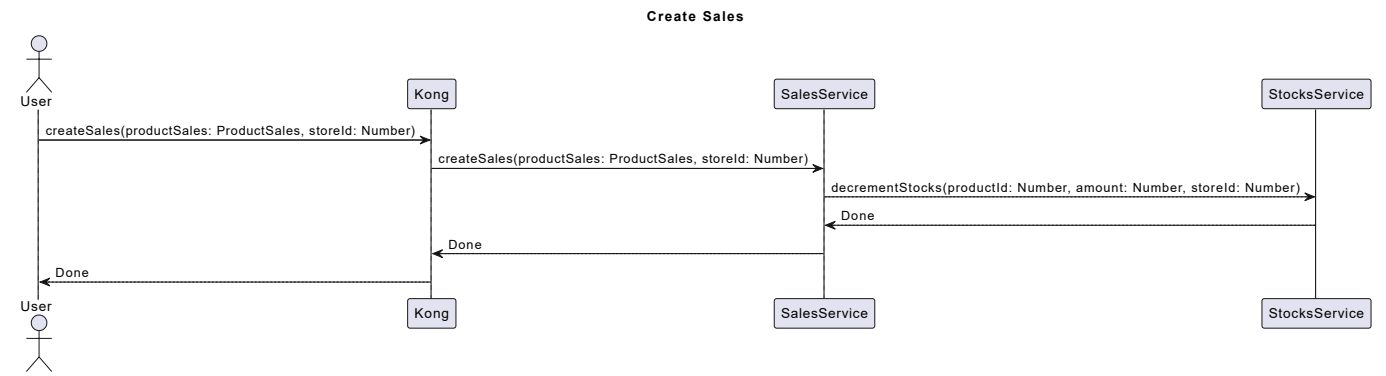 Create Sales
User
Kong
SalesService
StocksService
createSales(productSales: ProductSales, storeId: Number)
createSales(productSales: ProductSales, storeId: Number)
decrementStocks(productId: Number, amount: Number, storeId: Number)
Done
Done
Done
User
Kong
SalesService
StocksService